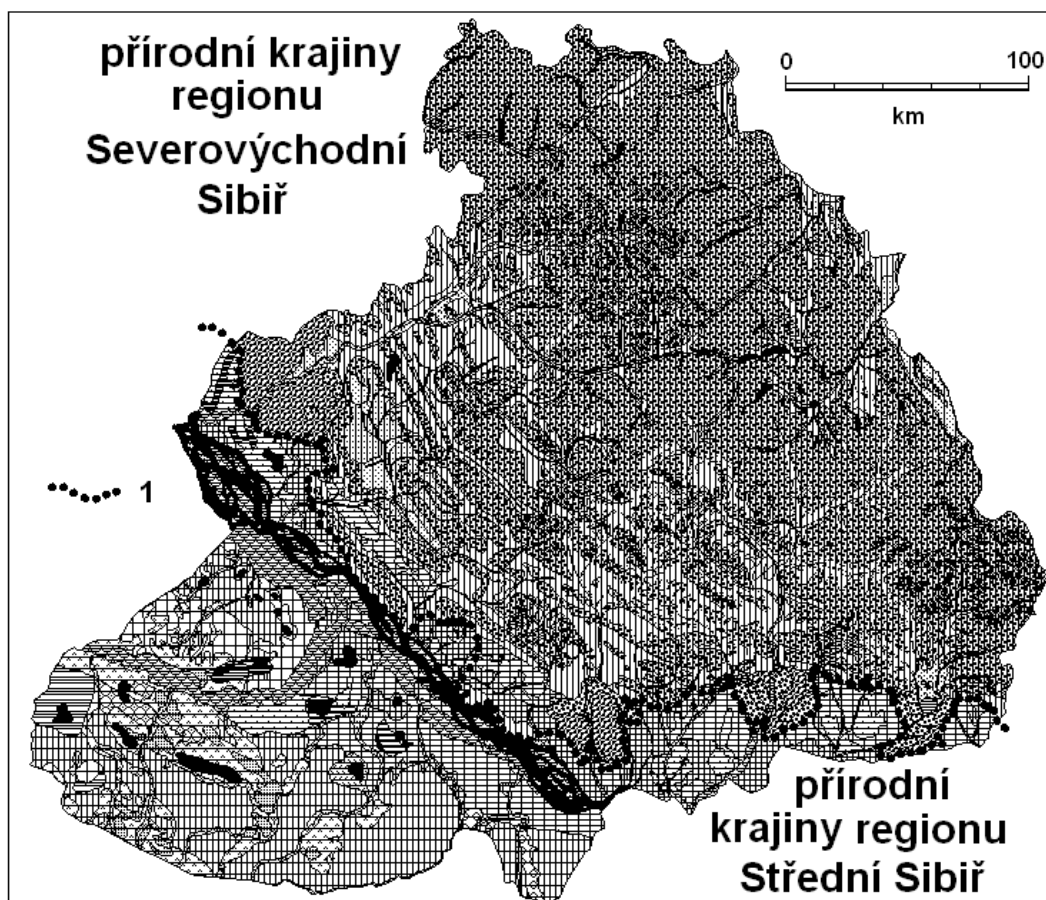 přírodní krajiny
regionu
Severovýchodní
Sibiř
0 100
km
1
přírodní
krajiny regionu
Střední Sibiř